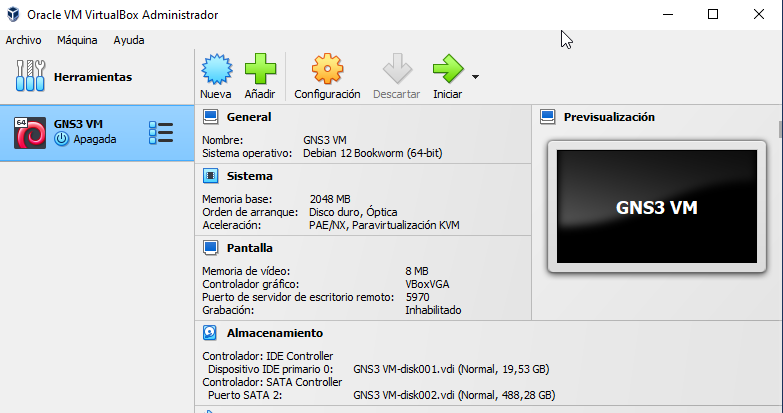 Oracle VM VirtualBox Administrador
Archivo Máquina Ayuda
Herramientas
Nueva Añadir Configuración Descartar Iniciar
64
GNS3 VM
Apagada
General
Nombre: GNS3 VM
Sistema operativo: Debian 12 Bookworm (64-bit)
Sistema
Memoria base: 2048 MB
Orden de arranque: Disco duro, Óptica
Aceleración: PAE/NX, Paravirtualización KVM
Pantalla
Memoria de vídeo: 8 MB
Controlador gráfico: VBoxVGA
Puerto de servidor de escritorio remoto: 5970
Grabación: Inhabilitado
Almacenamiento
Controlador: IDE Controller
Dispositivo IDE primario 0: GNS3 VM-disk001.vdi (Normal, 19,53 GB)
Controlador: SATA Controller
Puerto SATA 2: GNS3 VM-disk002.vdi (Normal, 488,28 GB)
Previsualización
GNS3 VM